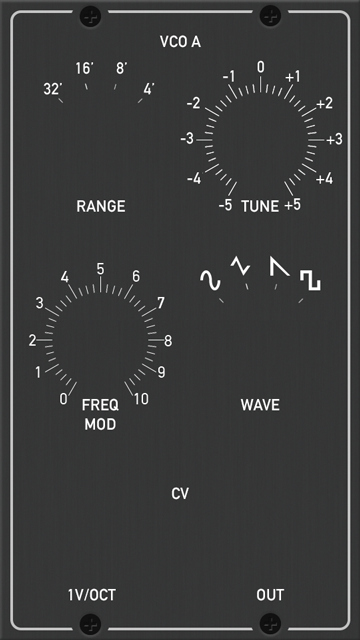 VCO A
32' 16' 8' 4'
-5 -4 -3 -2 -1 0 +1 +2 +3 +4 +5
RANGE
TUNE
0 1 2 3 4 5 6 7 8 9 10
FREQ
MOD
WAVE
CV
1V/OCT
OUT